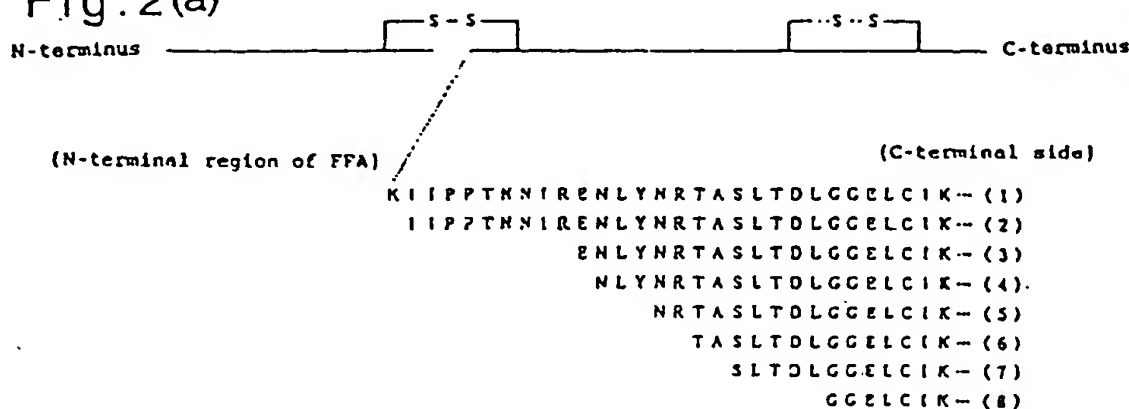 Fig. 2(a)
S-S
S-S
N-terminus
C-terminus
(N-terminal region of FFA)
(C-terminal side)
KIIPPTNNIRENLYNRTASLTDLGGELCIK-- (1)
IIPPTNNIRENLYNRTASLTDLGGELCIK-- (2)
ENLYNRTASLTDLGGELCIK-- (3)
NLYNRTASLTDLGGELCIK-- (4)
NRTASLTDLGGELCIK-- (5)
TASLTDLGGELCIK-- (6)
SLTDLGGELCIK-- (7)
GGELCIK-- (8)